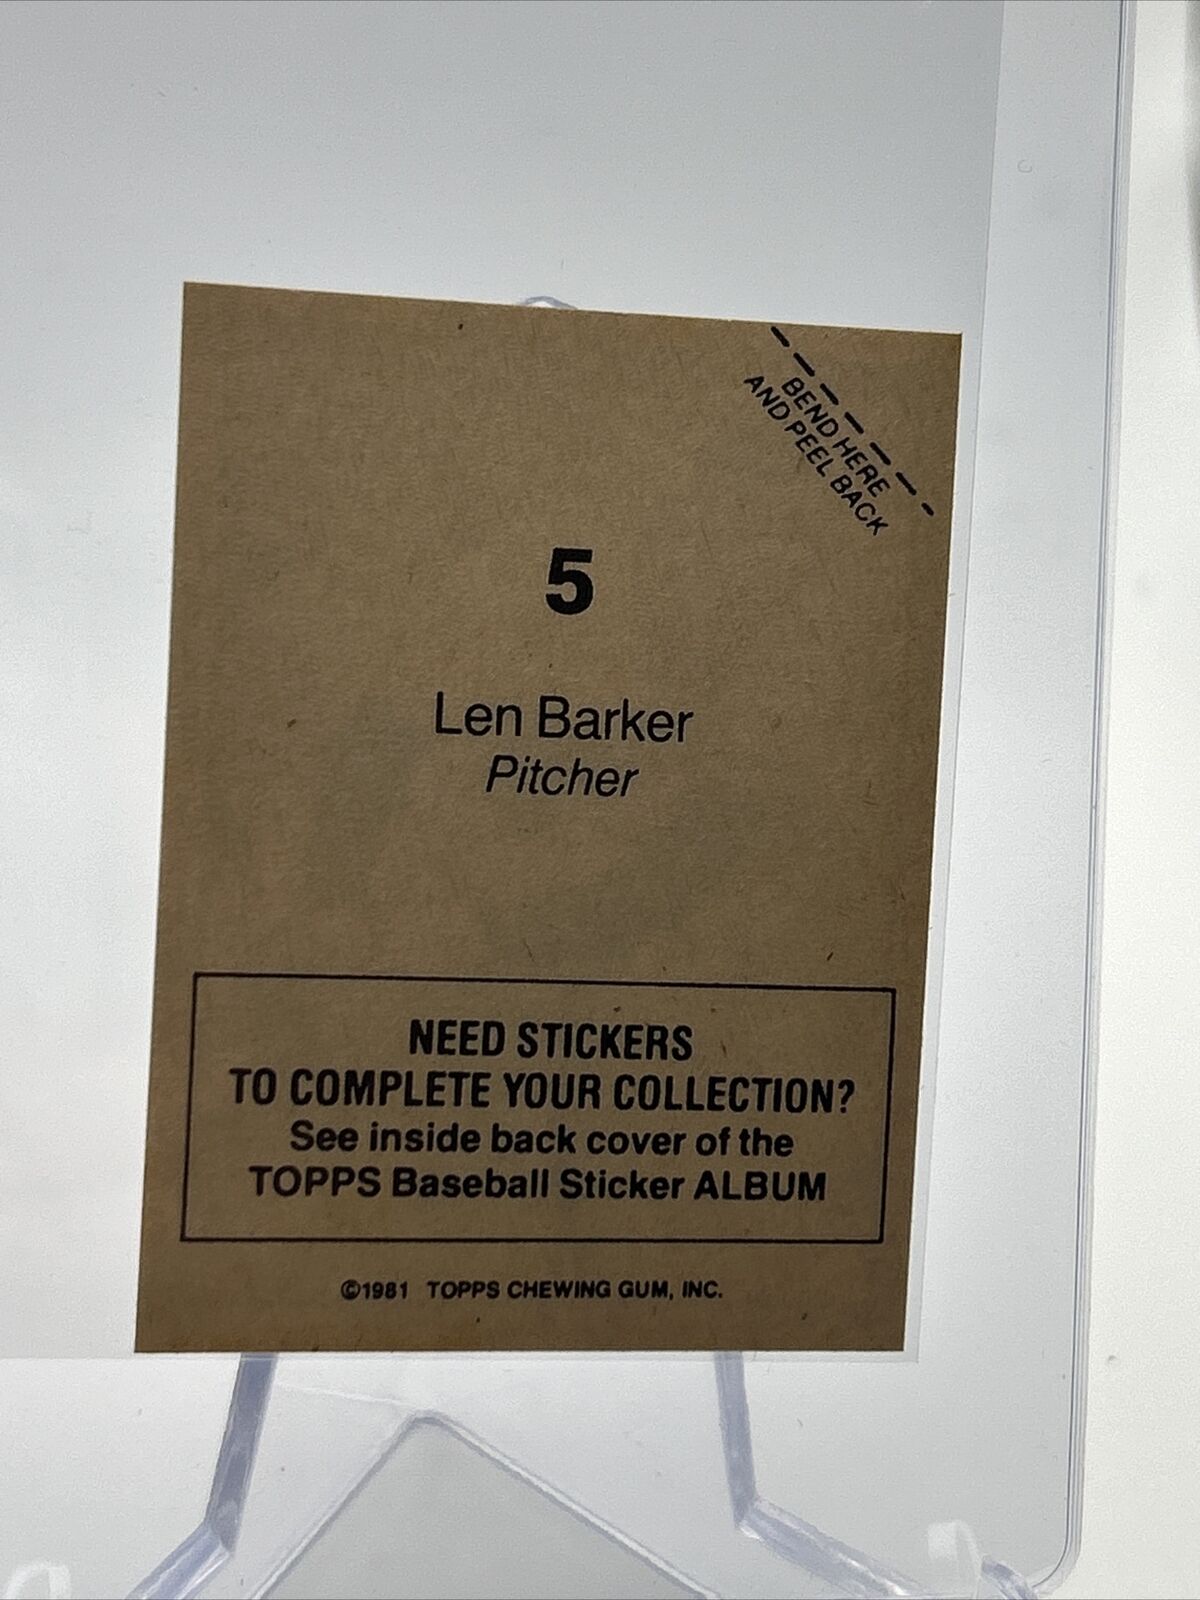 BEND HERE
AND PEEL BACK
5
Len Barker
Pitcher
NEED STICKERS
TO COMPLETE YOUR COLLECTION?
See inside back cover of the
TOPPS Baseball Sticker ALBUM
©1981 TOPPS CHEWING GUM, INC.